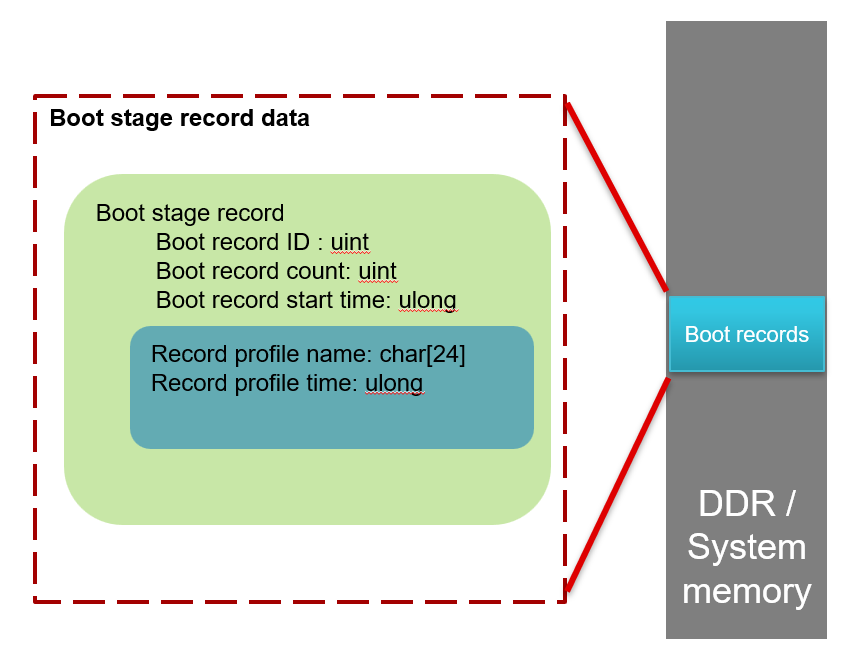 Boot stage record data
Boot stage record
Boot record ID : uint
Boot record count: uint
Boot record start time: ulong
Record profile name: char[24]
Record profile time: ulong
Boot records
DDR /
System
memory